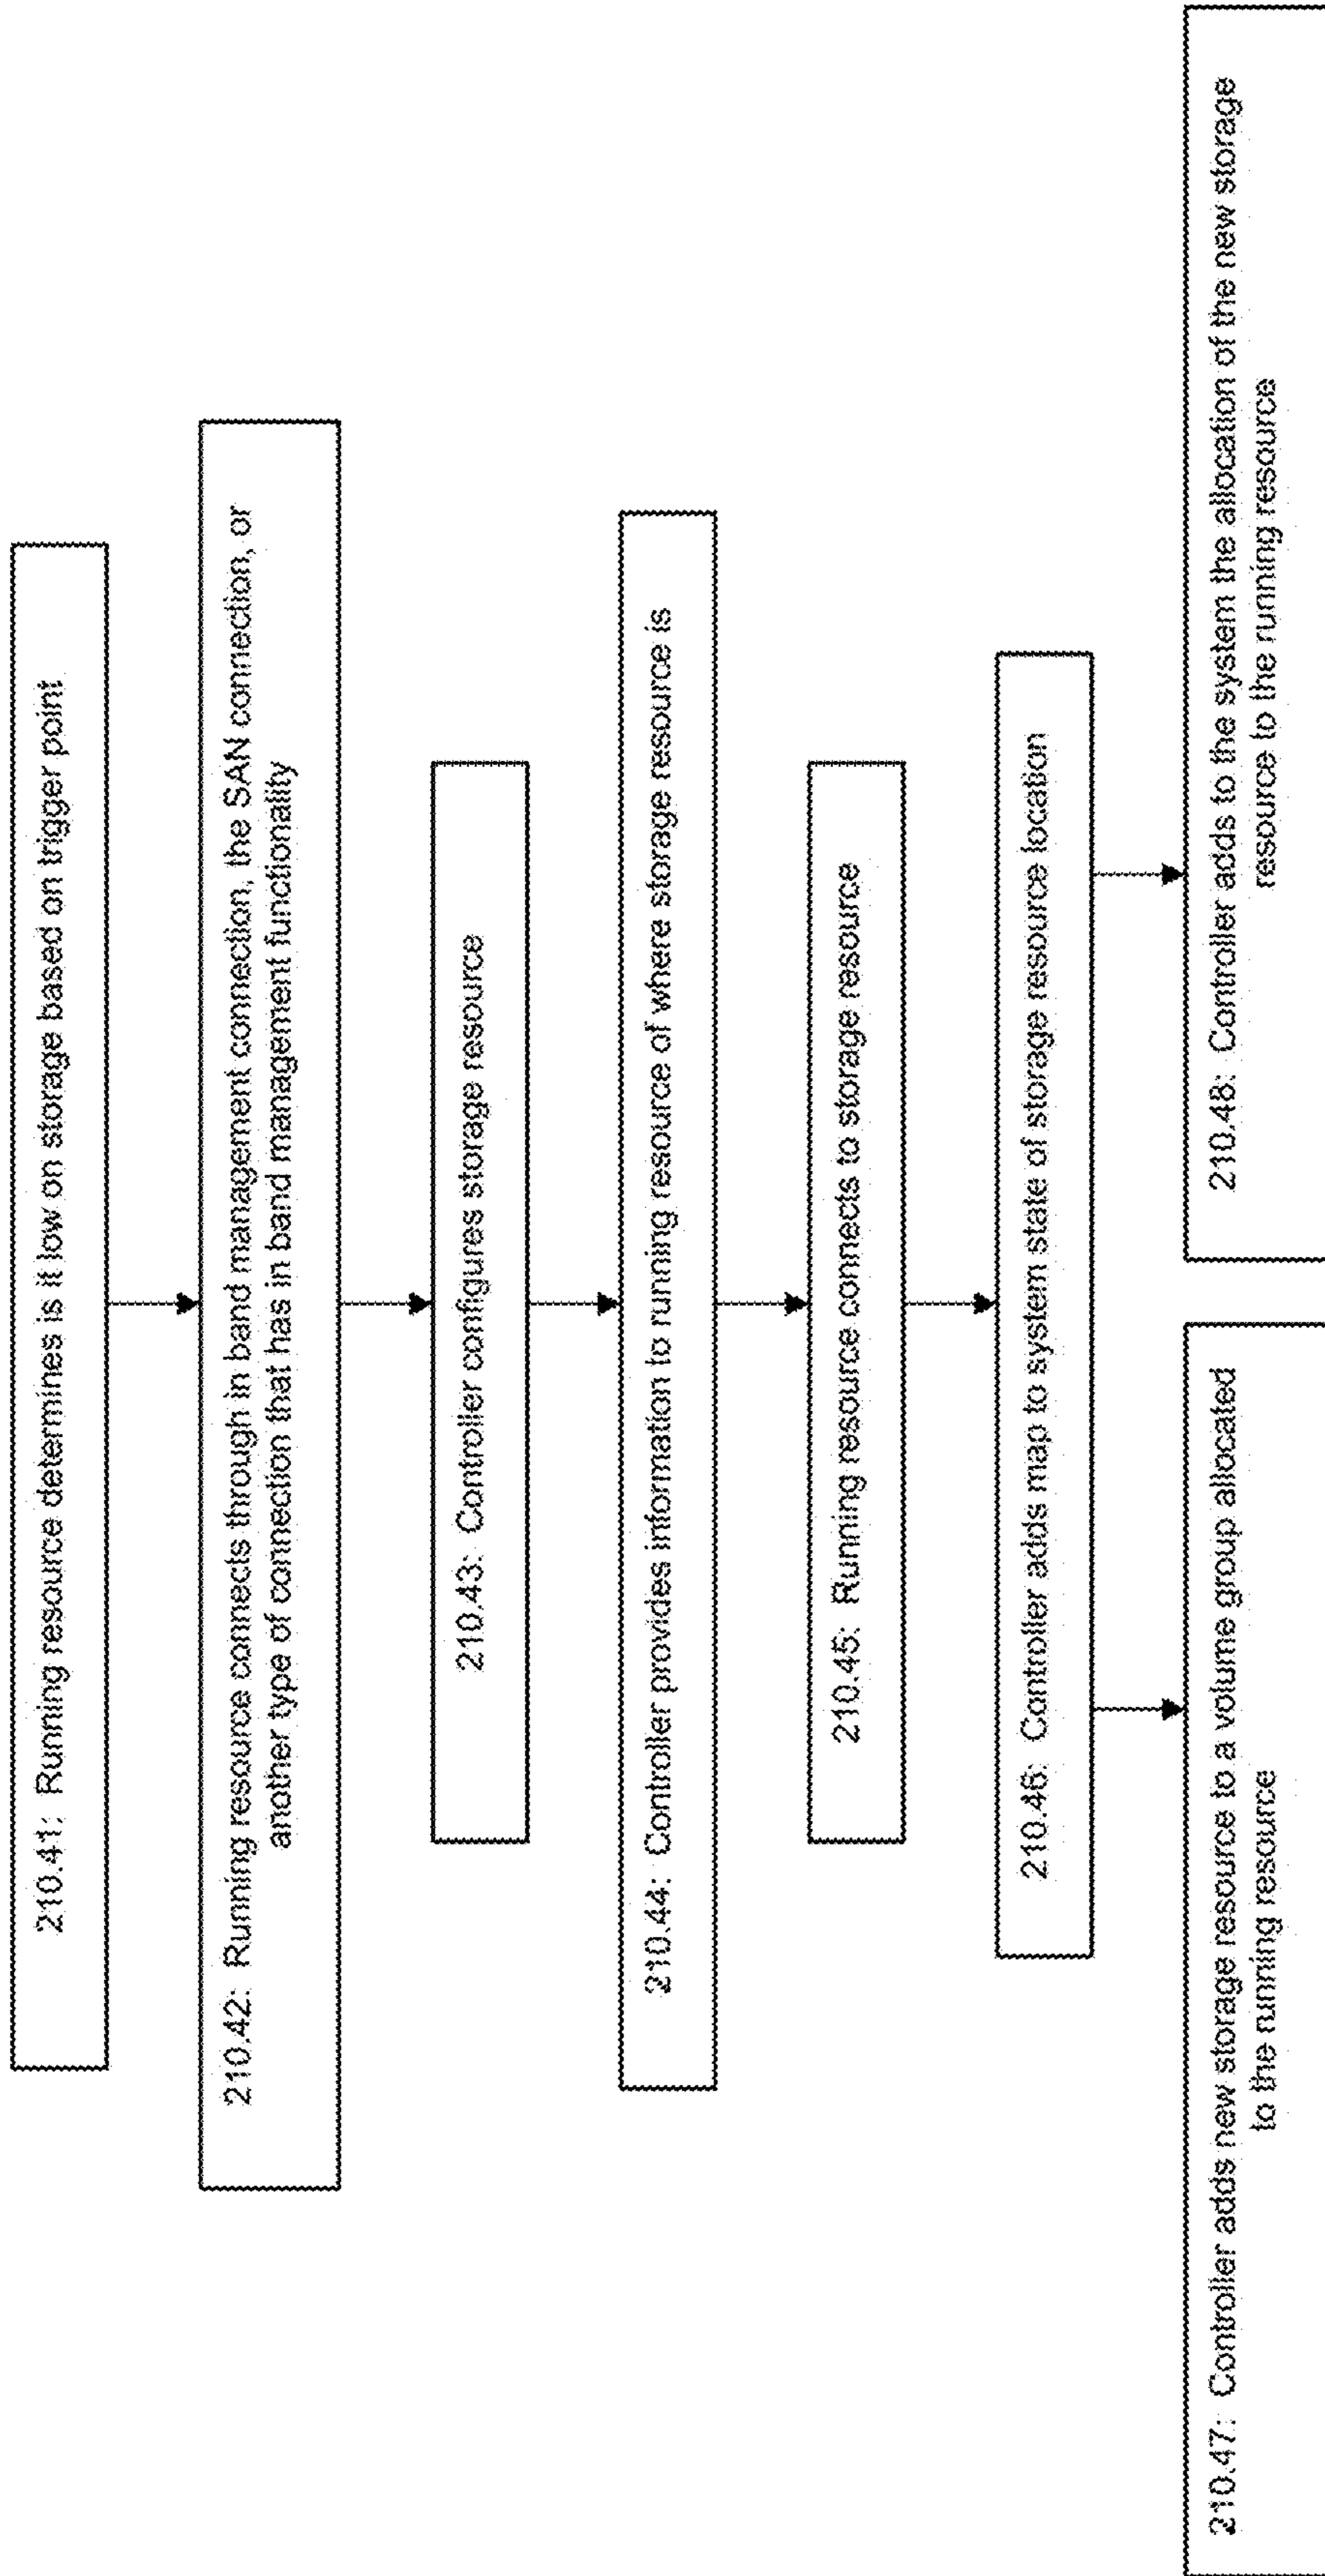 210.41: Running resource determines is it low on storage based on trigger point
210.42: Running resource connects through in band management connection, the SAN connection, or
another type of connection that has in band management functionality
210.43: Controller configures storage resource
210.44: Controller provides information to running resource of where storage resource is
210.45: Running resource connects to storage resource
210.46: Controller adds map to system state of storage resource location
210.47: Controller adds new storage resource to a volume group allocated
to the running resource
210.48: Controller adds to the system the allocation of the new storage
resource to the running resource